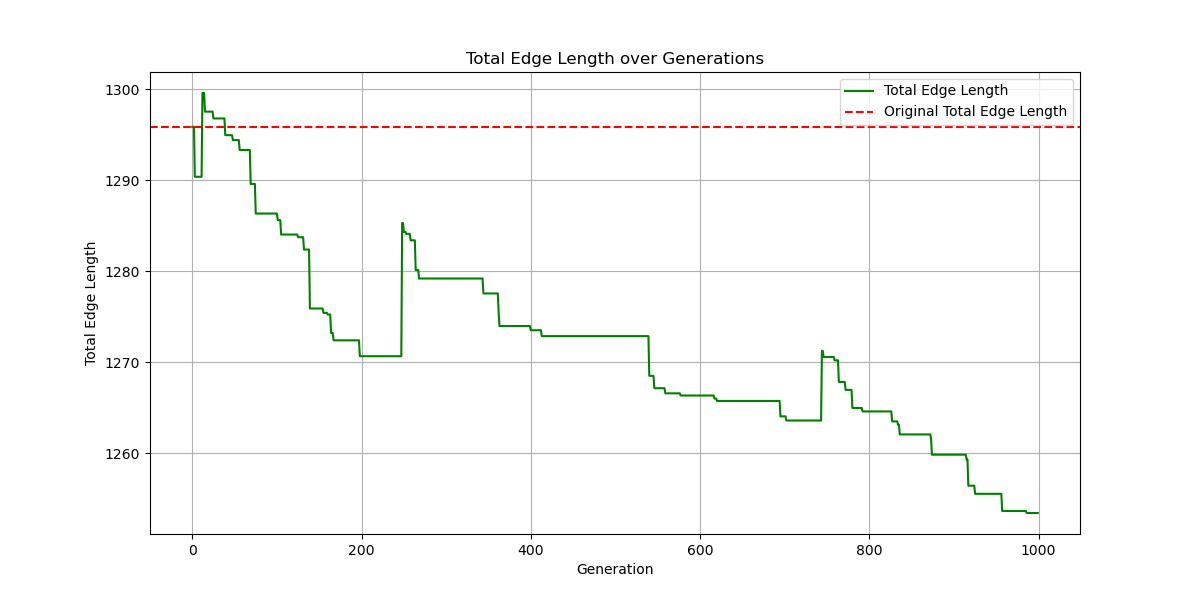 Total Edge Length over Generations
Total Edge Length
Original Total Edge Length
Total Edge Length
1300
1290
1280
1270
1260
0 200 400 600 800 1000
Generation